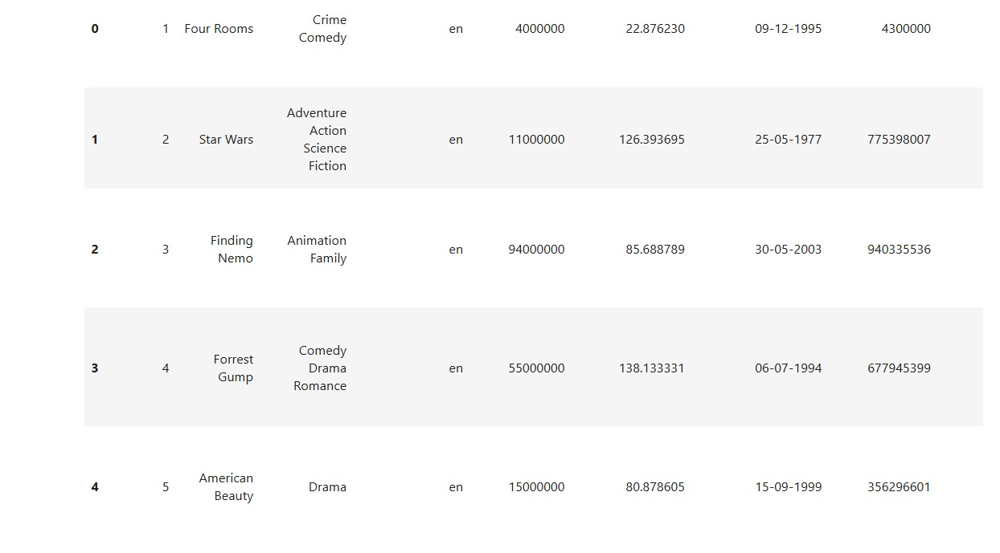 0 1 Four Rooms Crime Comedy en 4000000 22.876230 09-12-1995 4300000
1 2 Star Wars Adventure Action Science Fiction en 11000000 126.393695 25-05-1977 775398007
2 3 Finding Nemo Animation Family en 94000000 85.688789 30-05-2003 940335536
3 4 Forrest Gump Comedy Drama Romance en 55000000 138.133331 06-07-1994 677945399
4 5 American Beauty Drama en 15000000 80.878605 15-09-1999 356296601